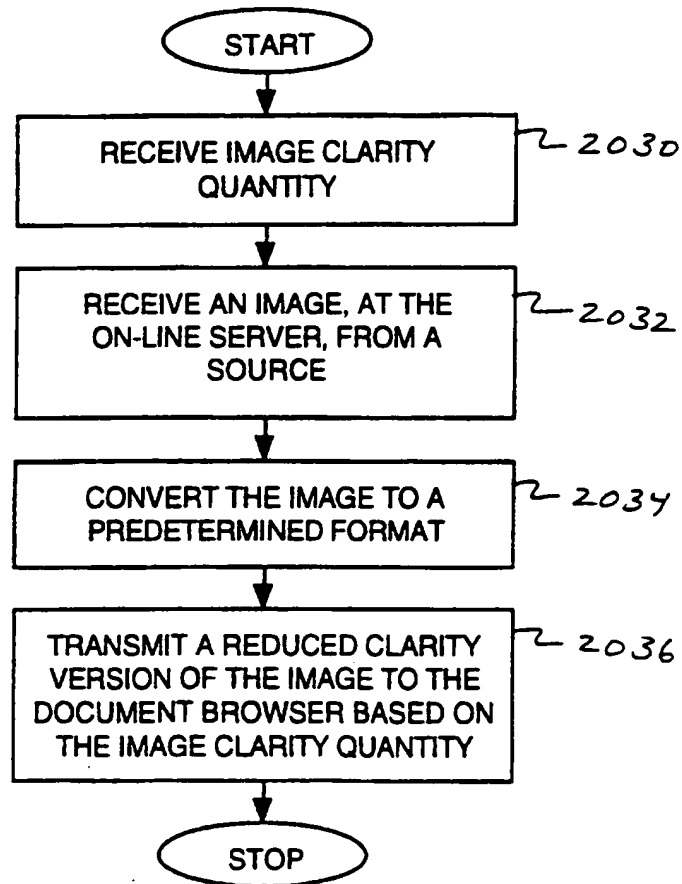 START
RECEIVE IMAGE CLARITY
QUANTITY
2030
RECEIVE AN IMAGE, AT THE
ON-LINE SERVER, FROM A
SOURCE
2032
CONVERT THE IMAGE TO A
PREDETERMINED FORMAT
2034
TRANSMIT A REDUCED CLARITY
VERSION OF THE IMAGE TO THE
DOCUMENT BROWSER BASED ON
THE IMAGE CLARITY QUANTITY
2036
STOP